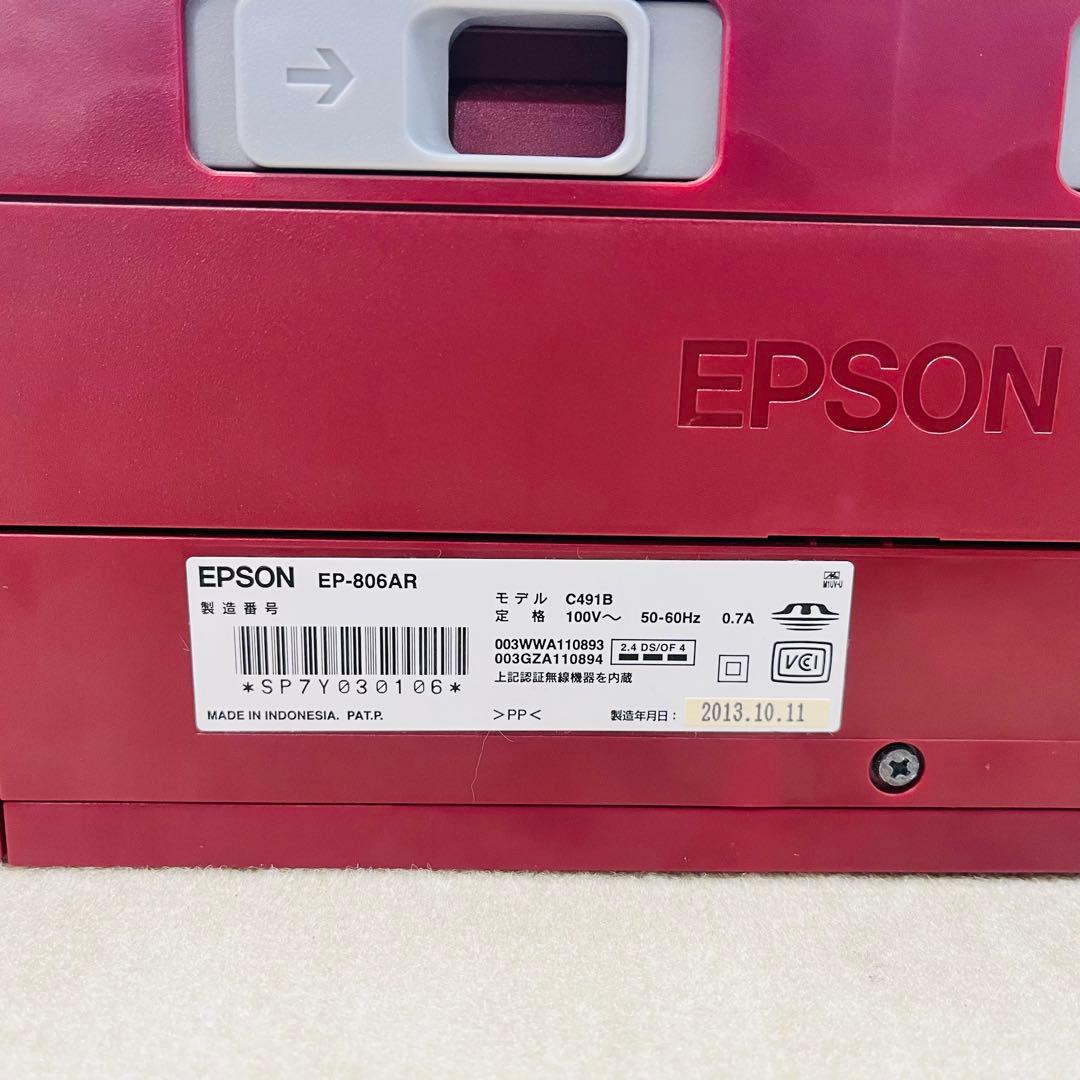 EPSON
EPSON EP-806AR
製造番号
*SP7Y030106*
MADE IN INDONESIA. PAT.P.
モデル C491B
定格 100V～ 50-60Hz 0.7A
003WWA110893
003GZA110894
2.4 DS/OF 4
上記認証無線機器を内蔵
>PP<
製造年月日: 2013.10.11
M1UV-U
VCI